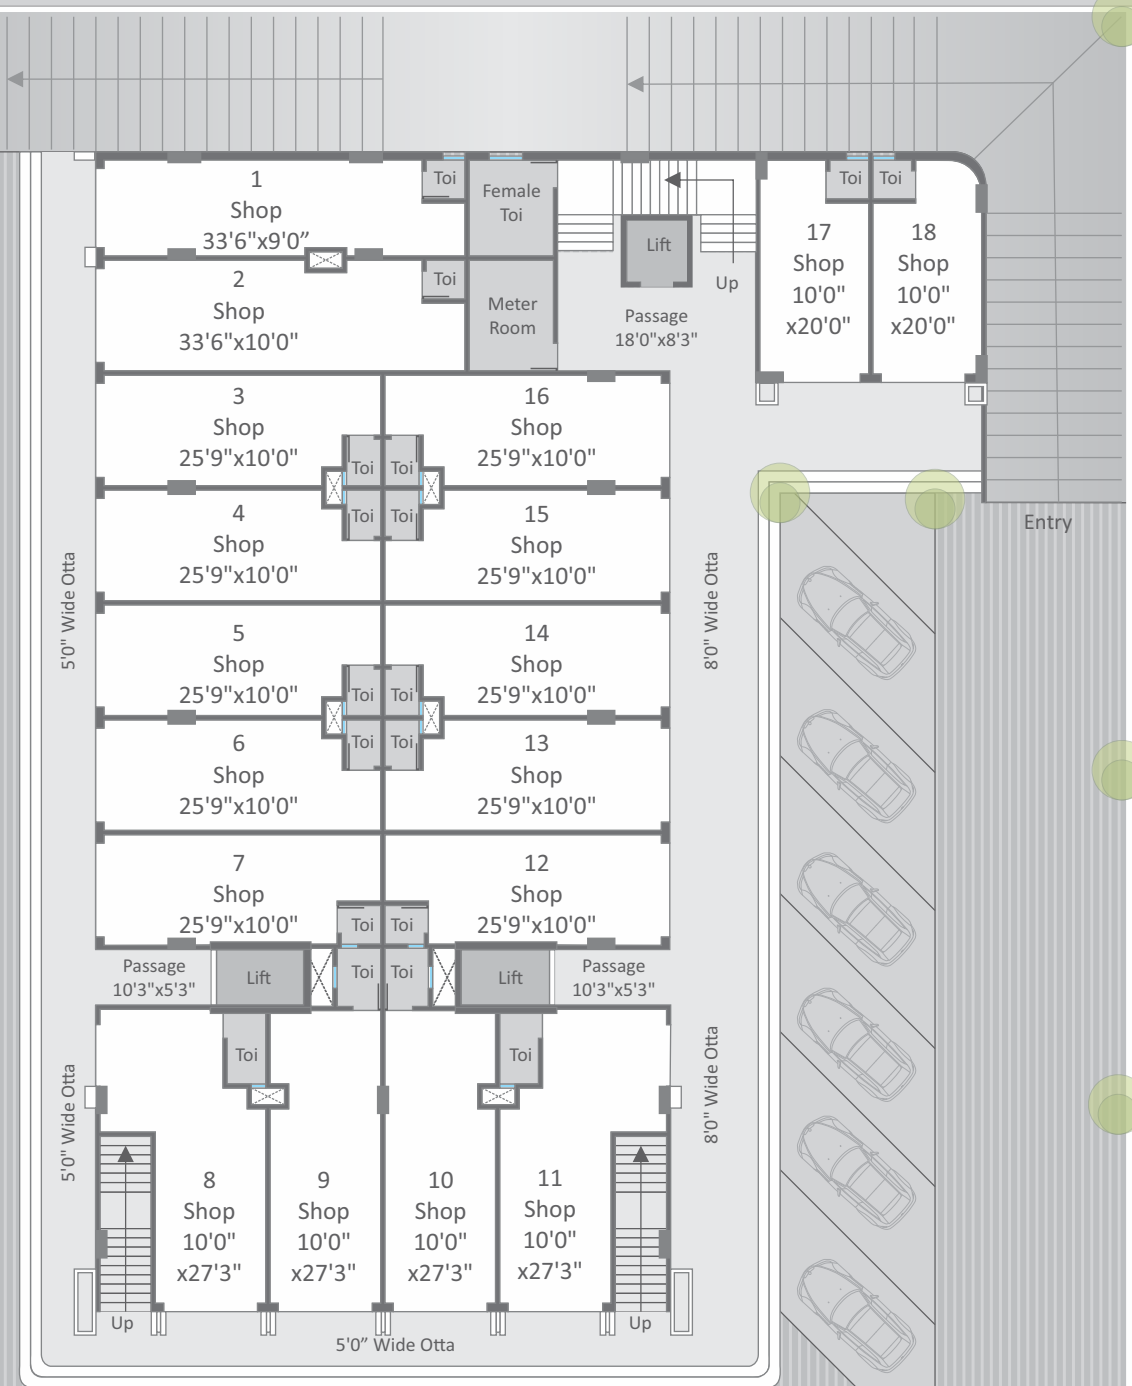 1
Shop
33'6"x9'0”
Toi
Female
Toi
Lift
Up
Passage
18'0"x8'3"
Toi
Toi
17
Shop
10'0"
x20'0"
18
Shop
10'0"
x20'0"
2
Shop
33'6"x10'0"
Toi
Meter
Room
3
Shop
25'9"x10'0"
Toi
Toi
16
Shop
25'9"x10'0"
4
Shop
25'9"x10'0"
Toi
Toi
15
Shop
25'9"x10'0"
Entry
5'0" Wide Otta
8'0" Wide Otta
5
Shop
25'9"x10'0"
Toi
Toi
14
Shop
25'9"x10'0"
6
Shop
25'9"x10'0"
Toi
Toi
13
Shop
25'9"x10'0"
7
Shop
25'9"x10'0"
Toi
Toi
12
Shop
25'9"x10'0"
Passage
10'3"x5'3"
Lift
Toi
Toi
Lift
Passage
10'3"x5'3"
Toi
Toi
5'0" Wide Otta
8'0" Wide Otta
8
Shop
10'0"
x27'3"
9
Shop
10'0"
x27'3"
10
Shop
10'0"
x27'3"
11
Shop
10'0"
x27'3"
Up
Up
5'0” Wide Otta